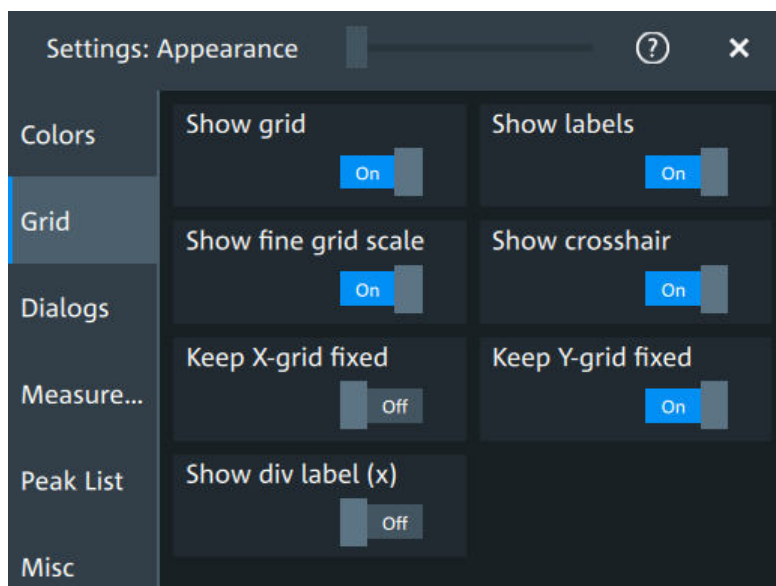 Settings: Appearance ? ×
Colors
Grid
Dialogs
Measure...
Peak List
Misc
Show grid
On
Show labels
On
Show fine grid scale
On
Show crosshair
On
Keep X-grid fixed
Off
Keep Y-grid fixed
On
Show div label (x)
Off